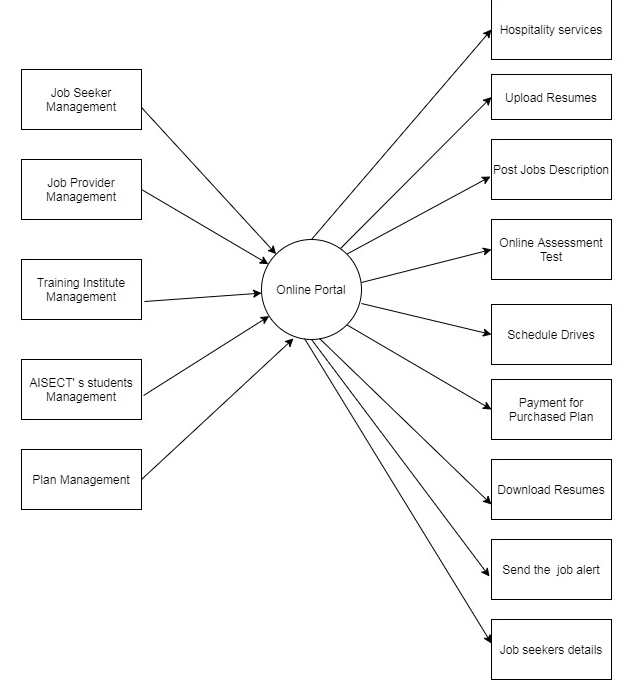 Job Seeker
Management
Job Provider
Management
Training Institute
Management
AISECT' s students
Management
Plan Management
Online Portal
Hospitality services
Upload Resumes
Post Jobs Description
Online Assessment
Test
Schedule Drives
Payment for
Purchased Plan
Download Resumes
Send the  job alert
Job seekers details